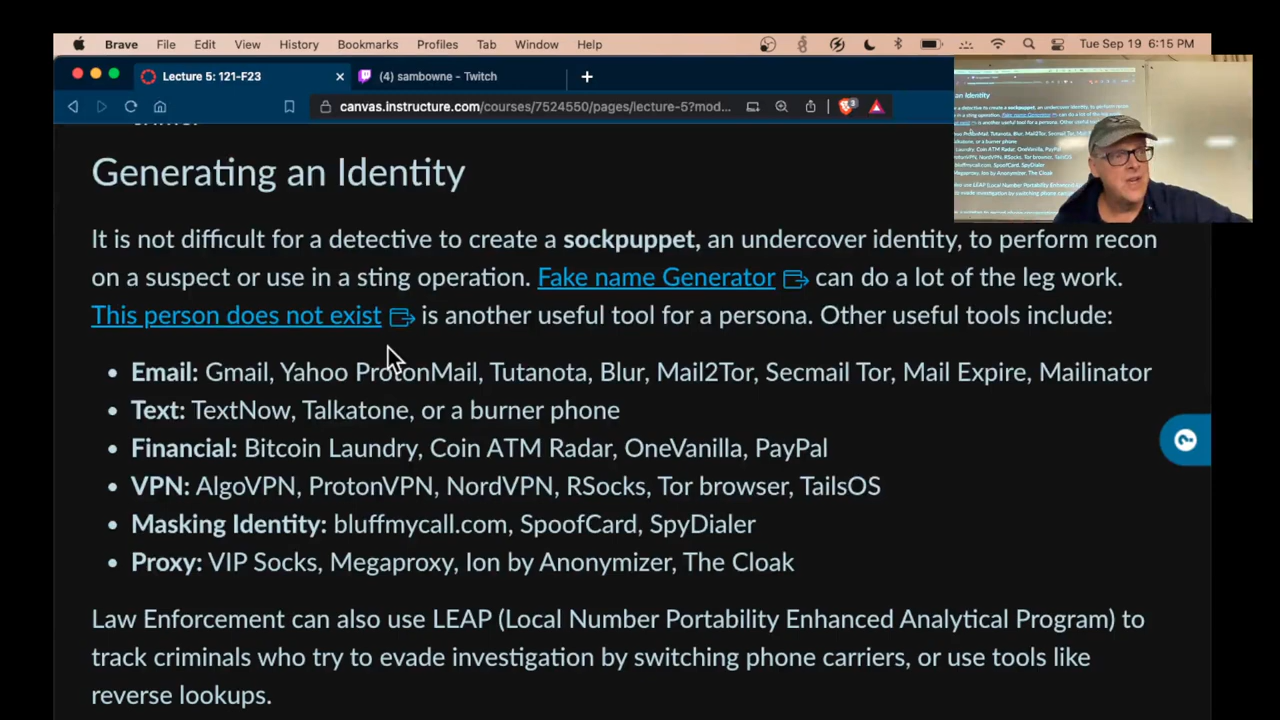 Brave File Edit View History Bookmarks Profiles Tab Window Help Tue Sep 19 6:15 PM
Lecture 5: 121-F23 (4) sambowne - Twitch
canvas.instructure.com/courses/7524550/pages/lecture-5?mod...
Generating an Identity
It is not difficult for a detective to create a sockpuppet, an undercover identity, to perform recon
on a suspect or use in a sting operation. Fake name Generator can do a lot of the leg work.
This person does not exist is another useful tool for a persona. Other useful tools include:
• Email: Gmail, Yahoo ProtonMail, Tutanota, Blur, Mail2Tor, Secmail Tor, Mail Expire, Mailinator
• Text: TextNow, Talkatone, or a burner phone
• Financial: Bitcoin Laundry, Coin ATM Radar, OneVanilla, PayPal
• VPN: AlgoVPN, ProtonVPN, NordVPN, RSocks, Tor browser, TailsOS
• Masking Identity: bluffmycall.com, SpoofCard, SpyDialer
• Proxy: VIP Socks, Megaproxy, Ion by Anonymizer, The Cloak
Law Enforcement can also use LEAP (Local Number Portability Enhanced Analytical Program) to
track criminals who try to evade investigation by switching phone carriers, or use tools like
reverse lookups.